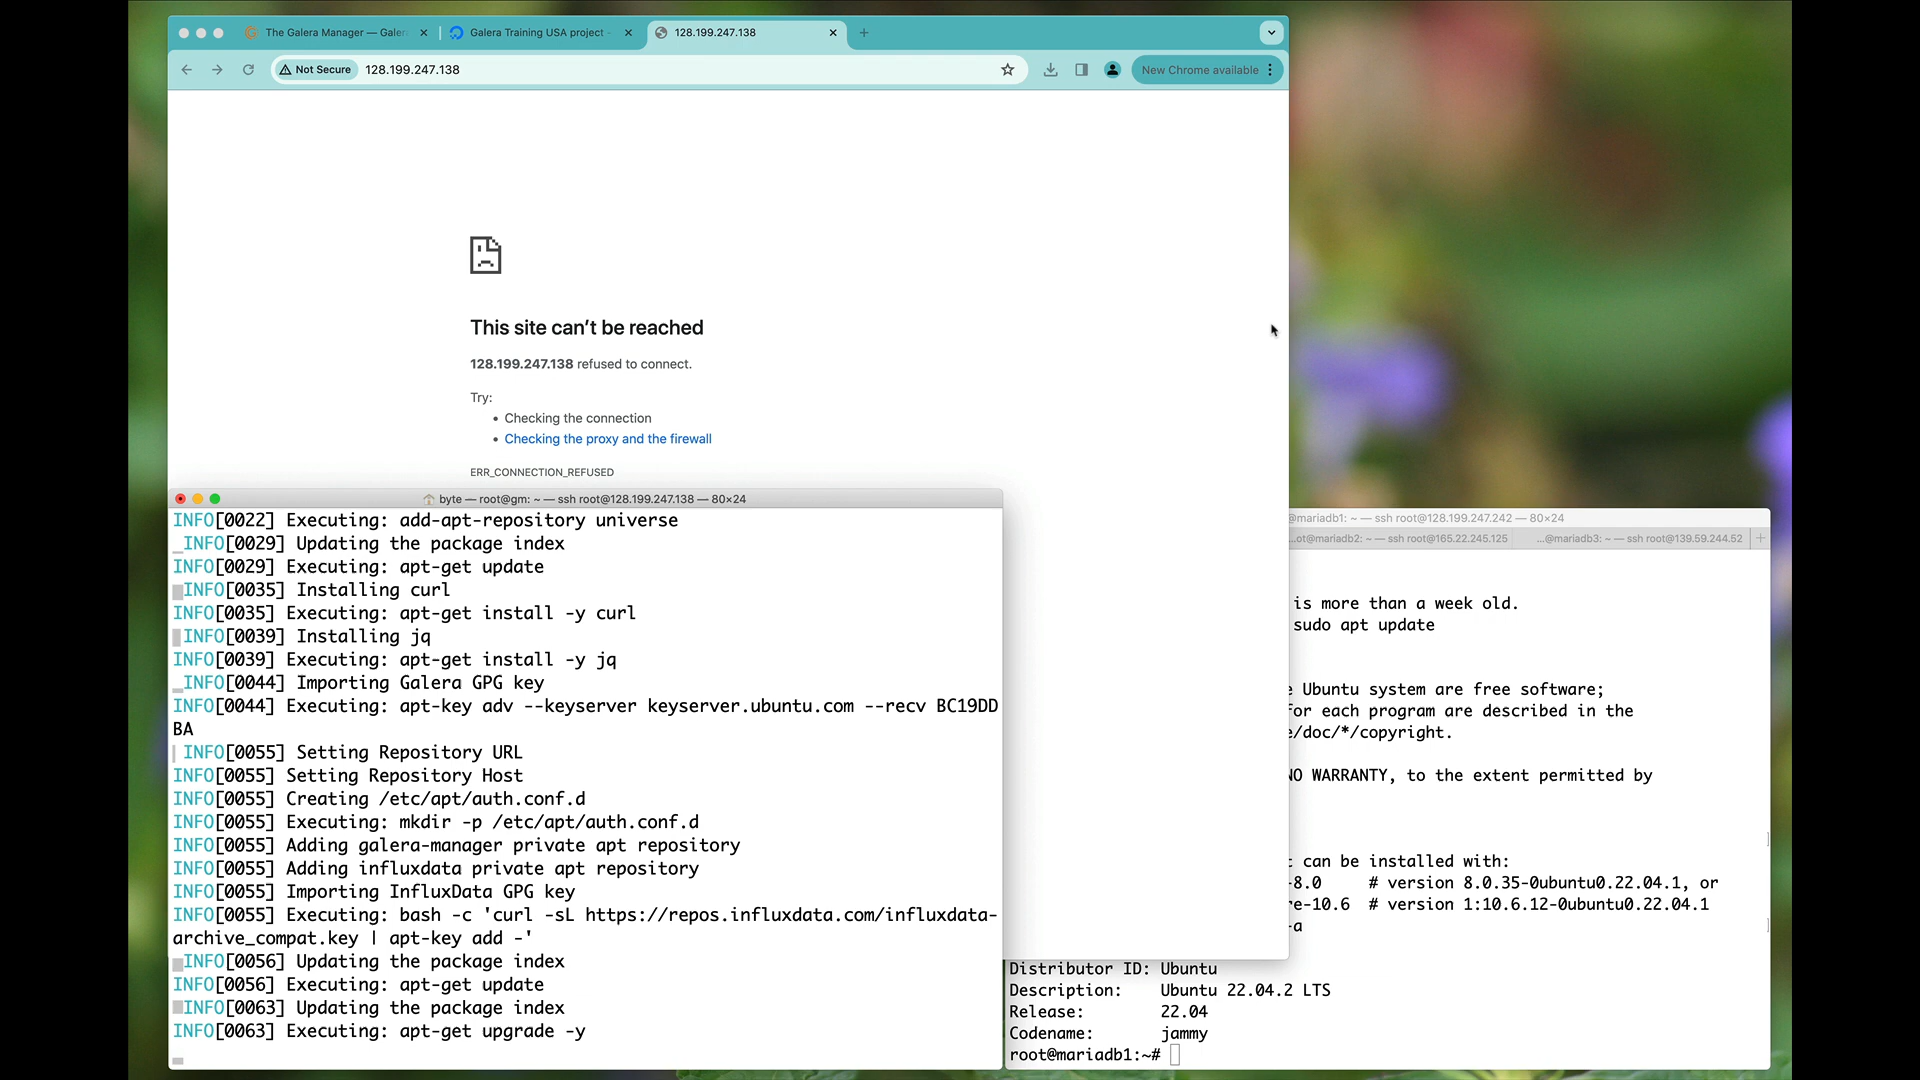 The Galera Manager — Galer
Galera Training USA project -
128.199.247.138
Not Secure
128.199.247.138
New Chrome available
This site can't be reached
128.199.247.138 refused to connect.
Try:
• Checking the connection
• Checking the proxy and the firewall
ERR_CONNECTION_REFUSED
byte — root@gm: ~ — ssh root@128.199.247.138 — 80×24
INFO[0022] Executing: add-apt-repository universe
_INFO[0029] Updating the package index
INFO[0029] Executing: apt-get update
INFO[0035] Installing curl
INFO[0035] Executing: apt-get install -y curl
INFO[0039] Installing jq
INFO[0039] Executing: apt-get install -y jq
_INFO[0044] Importing Galera GPG key
INFO[0044] Executing: apt-key adv --keyserver keyserver.ubuntu.com --recv BC19DD
BA
| INFO[0055] Setting Repository URL
INFO[0055] Setting Repository Host
INFO[0055] Creating /etc/apt/auth.conf.d
INFO[0055] Executing: mkdir -p /etc/apt/auth.conf.d
INFO[0055] Adding galera-manager private apt repository
INFO[0055] Adding influxdata private apt repository
INFO[0055] Importing InfluxData GPG key
INFO[0055] Executing: bash -c 'curl -sL https://repos.influxdata.com/influxdata-
archive_compat.key | apt-key add -'
INFO[0056] Updating the package index
INFO[0056] Executing: apt-get update
INFO[0063] Updating the package index
INFO[0063] Executing: apt-get upgrade -y
@mariadb1: ~ — ssh root@128.199.247.242 — 80×24
...ot@mariadb2: ~ — ssh root@165.22.245.125
...@mariadb3: ~ — ssh root@139.59.244.52
is more than a week old.
sudo apt update
e Ubuntu system are free software;
for each program are described in the
e/doc/*/copyright.
NO WARRANTY, to the extent permitted by
t can be installed with:
-8.0 # version 8.0.35-0ubuntu0.22.04.1, or
re-10.6 # version 1:10.6.12-0ubuntu0.22.04.1
-a
Distributor ID: Ubuntu
Description: Ubuntu 22.04.2 LTS
Release: 22.04
Codename: jammy
root@mariadb1:~#